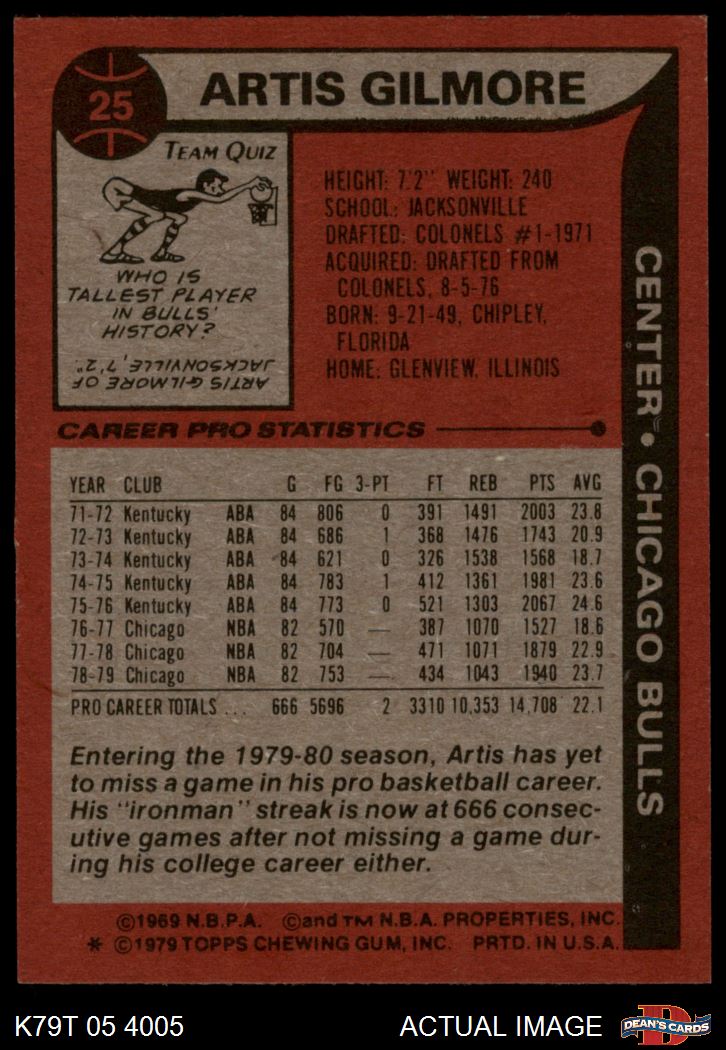 25
ARTIS GILMORE
TEAM QUIZ
WHO IS
TALLEST PLAYER
IN BULLS'
HISTORY?
ARTIS GILMORE OF
JACKSONVILLE, 7'2".
HEIGHT: 7'2" WEIGHT: 240
SCHOOL: JACKSONVILLE
DRAFTED: COLONELS #1-1971
ACQUIRED: DRAFTED FROM
COLONELS, 8-5-76
BORN: 9-21-49, CHIPLEY,
FLORIDA
HOME: GLENVIEW, ILLINOIS
CENTER • CHICAGO BULLS
CAREER PRO STATISTICS
YEAR CLUB G FG 3-PT FT REB PTS AVG
71-72 Kentucky ABA 84 806 0 391 1491 2003 23.8
72-73 Kentucky ABA 84 686 1 368 1476 1743 20.9
73-74 Kentucky ABA 84 621 0 326 1538 1568 18.7
74-75 Kentucky ABA 84 783 1 412 1361 1981 23.6
75-76 Kentucky ABA 84 773 0 521 1303 2067 24.6
76-77 Chicago NBA 82 570 — 387 1070 1527 18.6
77-78 Chicago NBA 82 704 — 471 1071 1879 22.9
78-79 Chicago NBA 82 753 — 434 1043 1940 23.7
PRO CAREER TOTALS ... 666 5696 2 3310 10,353 14,708 22.1
Entering the 1979-80 season, Artis has yet
to miss a game in his pro basketball career.
His "ironman" streak is now at 666 consec-
utive games after not missing a game dur-
ing his college career either.
©1969 N.B.P.A. ©and TM N.B.A. PROPERTIES, INC.
* ©1979 TOPPS CHEWING GUM, INC. PRTD. IN U.S.A.
K79T 05 4005
ACTUAL IMAGE
DEAN'S CARDS